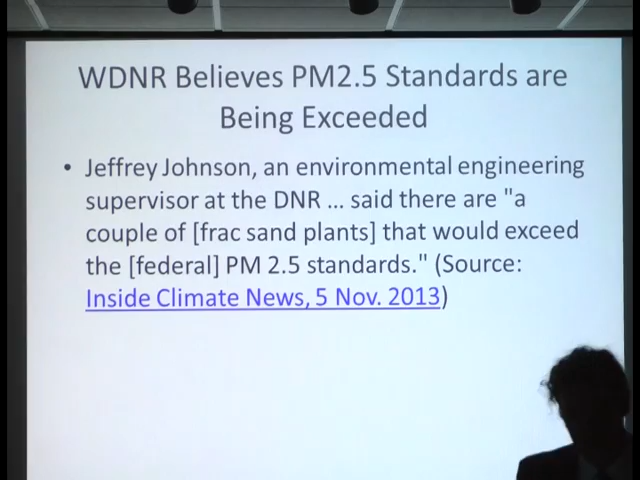 WDNR Believes PM2.5 Standards are
Being Exceeded
• Jeffrey Johnson, an environmental engineering
supervisor at the DNR ... said there are "a
couple of [frac sand plants] that would exceed
the [federal] PM 2.5 standards." (Source:
Inside Climate News, 5 Nov. 2013)